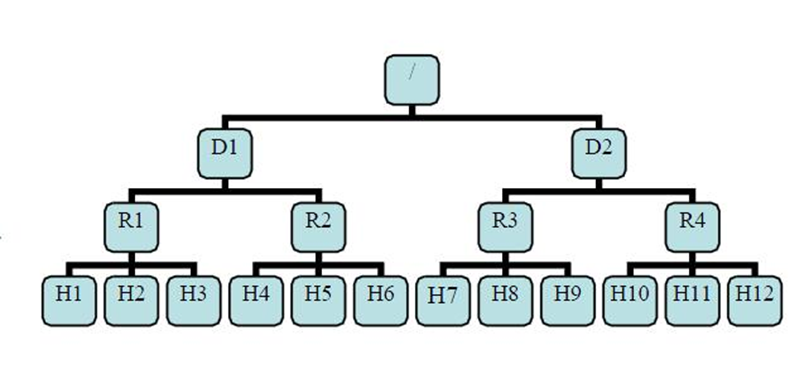 /
D1 D2
R1 R2 R3 R4
H1 H2 H3 H4 H5 H6 H7 H8 H9 H10 H11 H12